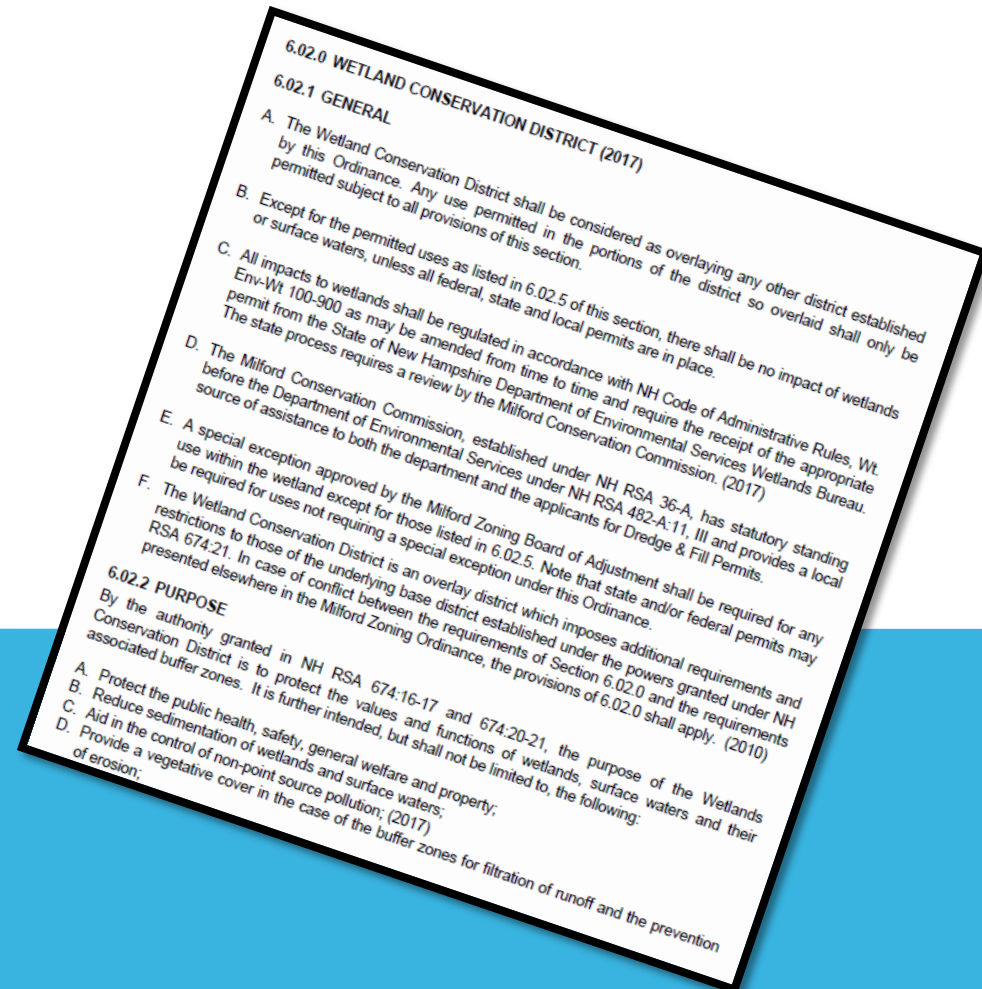 6.02.0 WETLAND CONSERVATION DISTRICT (2017)
6.02.1 GENERAL
A. The Wetland Conservation District shall be considered as overlaying any other district established
by this Ordinance. Any use permitted in the portions of the district so overlaid shall only be
permitted subject to all provisions of this section.
B. Except for the permitted uses as listed in 6.02.5 of this section, there shall be no impact of wetlands
or surface waters, unless all federal, state and local permits are in place.
C. All impacts to wetlands shall be regulated in accordance with NH Code of Administrative Rules, Wt.
Env-Wt 100-900 as may be amended from time to time and require the receipt of the appropriate
permit from the State of New Hampshire Department of Environmental Services Wetlands Bureau.
The state process requires a review by the Milford Conservation Commission. (2017)
D. The Milford Conservation Commission, established under NH RSA 36-A, has statutory standing
before the Department of Environmental Services under NH RSA 482-A:11, III and provides a local
source of assistance to both the department and the applicants for Dredge & Fill Permits.
E. A special exception approved by the Milford Zoning Board of Adjustment shall be required for any
use within the wetland except for those listed in 6.02.5. Note that state and/or federal permits may
be required for uses not requiring a special exception under this Ordinance.
F. The Wetland Conservation District is an overlay district which imposes additional requirements and
restrictions to those of the underlying base district established under the powers granted under NH
RSA 674:21. In case of conflict between the requirements of Section 6.02.0 and the requirements
presented elsewhere in the Milford Zoning Ordinance, the provisions of 6.02.0 shall apply. (2010)
6.02.2 PURPOSE
By the authority granted in NH RSA 674:16-17 and 674:20-21, the purpose of the Wetlands
Conservation District is to protect the values and functions of wetlands, surface waters and their
associated buffer zones. It is further intended, but shall not be limited to, the following:
A. Protect the public health, safety, general welfare and property;
B. Reduce sedimentation of wetlands and surface waters;
C. Aid in the control of non-point source pollution; (2017)
D. Provide a vegetative cover in the case of the buffer zones for filtration of runoff and the prevention
of erosion;